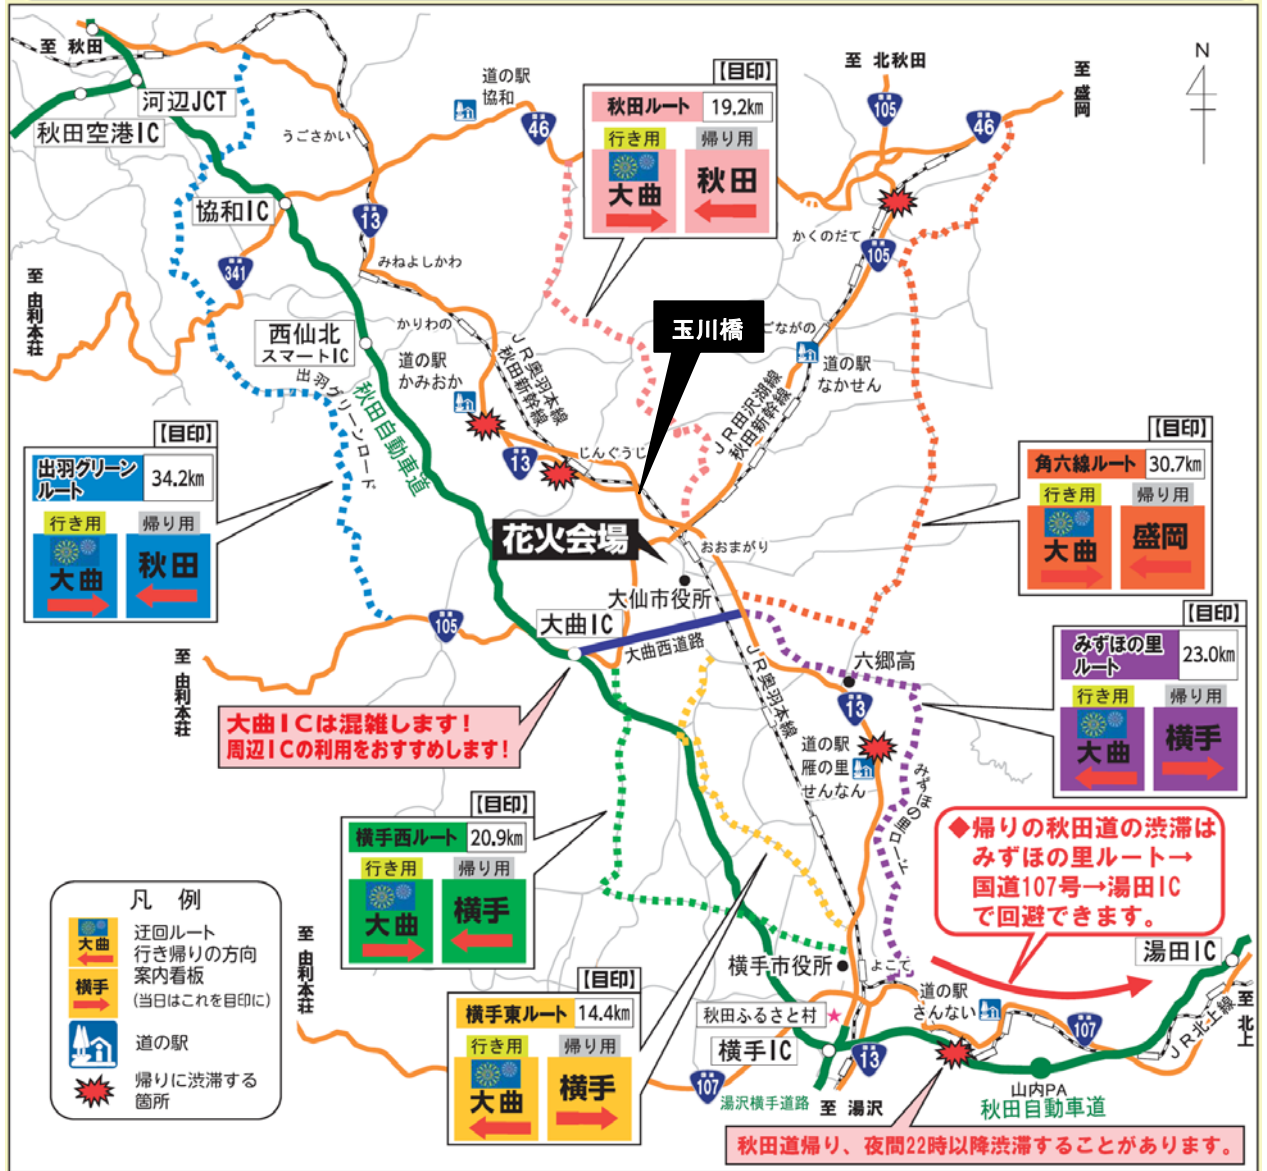 至 秋田
河辺JCT
秋田空港IC
うごさかい
道の駅
協和
46
【目印】
秋田ルート 19.2km
行き用 帰り用
大曲 秋田
至 北秋田
105
46
至 盛岡
N
協和IC
13
341
みねよしかわ
かくのだて
105
至 由利本荘
西仙北
スマートIC
かりわの
道の駅
かみおか
JR奥羽本線
秋田新幹線
玉川橋
ごながの
道の駅
なかせん
JR田沢湖線
秋田新幹線
出羽グリーンロード
秋田自動車道
13
じんぐうじ
【目印】
出羽グリーン
ルート
34.2km
行き用 帰り用
大曲 秋田
【目印】
角六線ルート 30.7km
行き用 帰り用
大曲 盛岡
花火会場
おおまがり
大仙市役所
105
大曲IC
大曲西道路
至 由利本荘
JR奥羽本線
六郷高
13
【目印】
みずほの里
ルート
23.0km
行き用 帰り用
大曲 横手
大曲ICは混雑します!
周辺ICの利用をおすすめします!
道の駅
雁の里
せんなん
みずほの里ロード
【目印】
横手西ルート 20.9km
行き用 帰り用
大曲 横手
◆帰りの秋田道の渋滞は
みずほの里ルート→
国道107号→湯田IC
で回避できます。
凡 例
大曲
横手
迂回ルート
行き帰りの方向
案内看板
(当日はこれを目印に)
道の駅
帰りに渋滞する
箇所
至 由利本荘
【目印】
横手東ルート 14.4km
行き用 帰り用
大曲 横手
横手市役所
よこて
秋田ふるさと村
横手IC
13
107
湯沢横手道路
至 湯沢
道の駅
さんない
107
湯田IC
至 北上
JR北上線
山内PA
秋田自動車道
秋田道帰り、夜間22時以降渋滞することがあります。